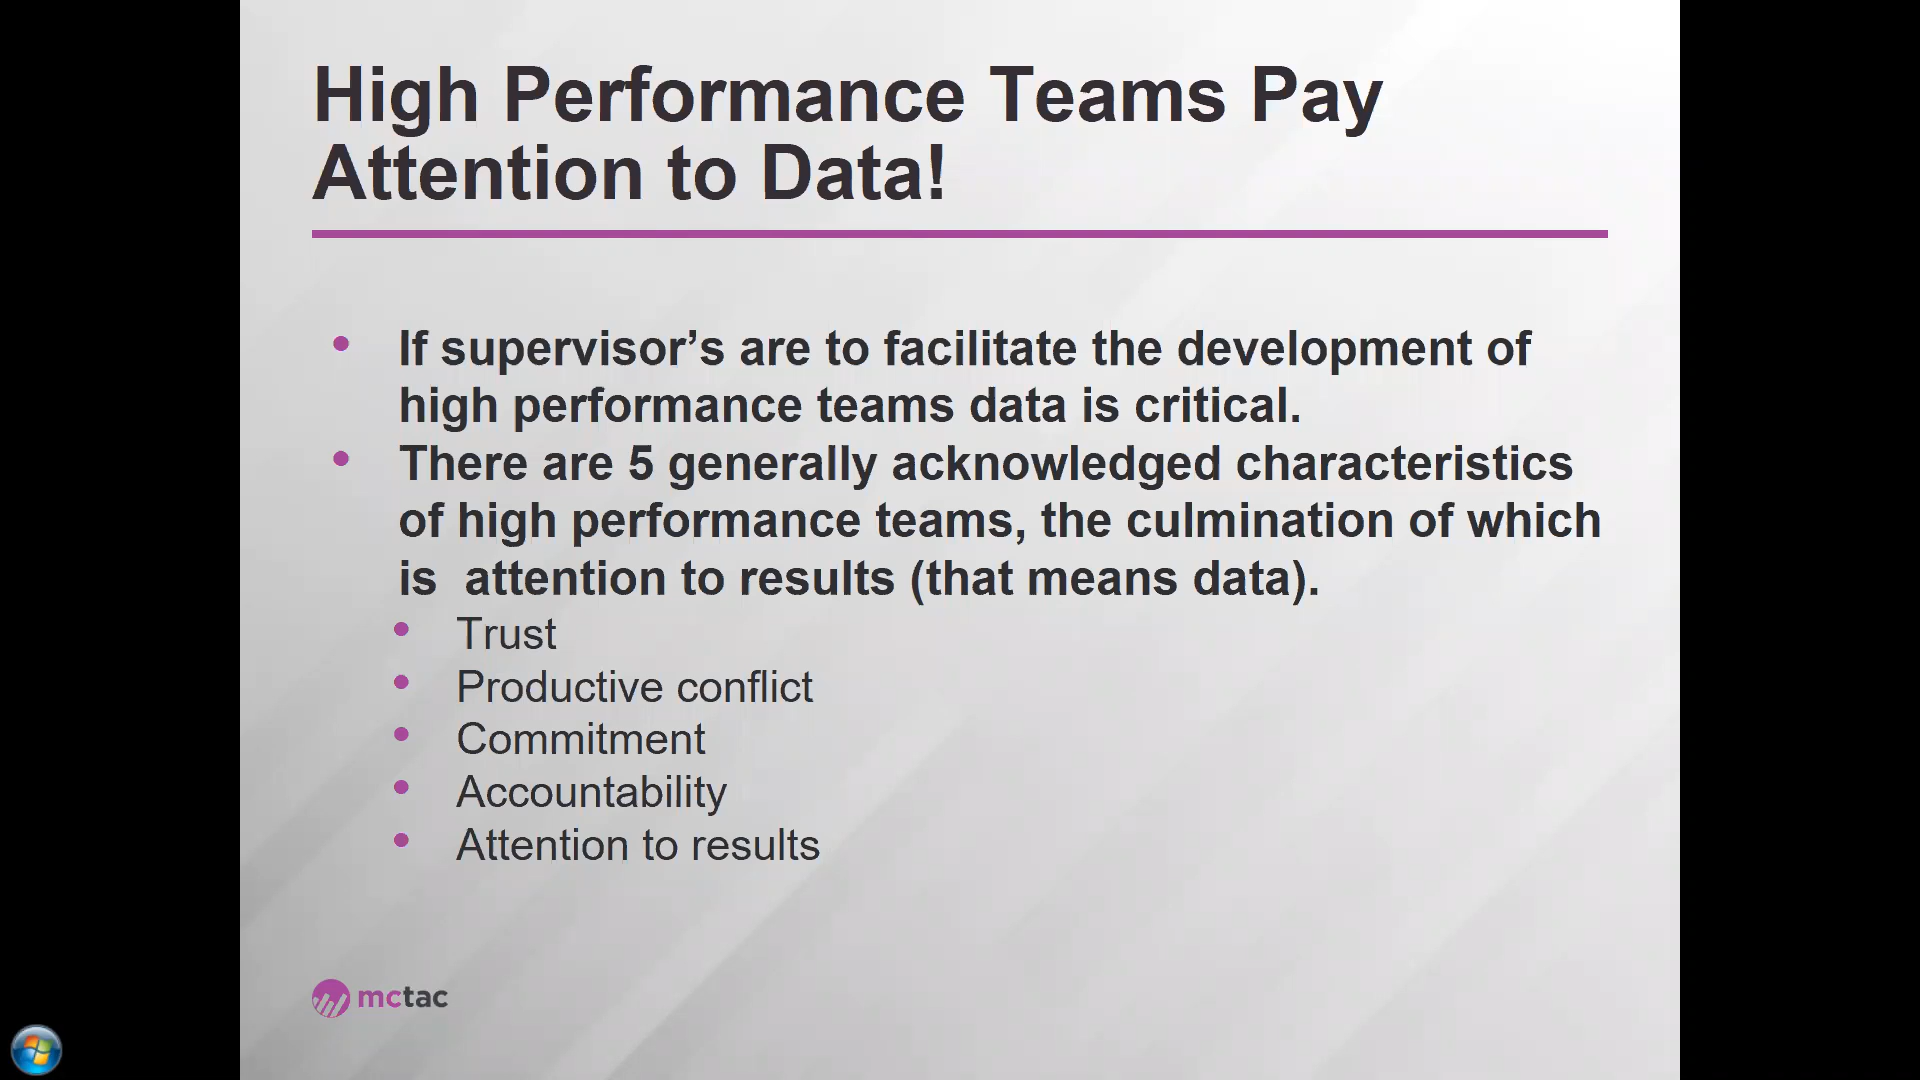 High Performance Teams Pay
Attention to Data!
• If supervisor’s are to facilitate the development of
high performance teams data is critical.
• There are 5 generally acknowledged characteristics
of high performance teams, the culmination of which
is  attention to results (that means data).
• Trust
• Productive conflict
• Commitment
• Accountability
• Attention to results
mctac